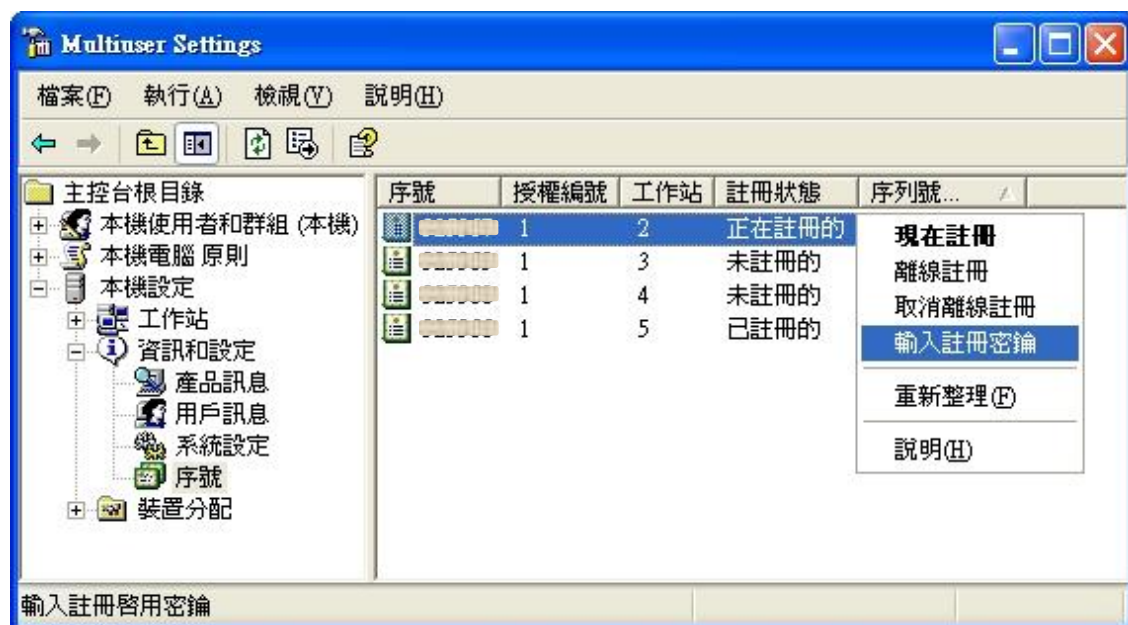 Multiuser Settings
檔案(F) 執行(A) 檢視(V) 說明(H)
主控台根目錄
本機使用者和群組 (本機)
本機電腦 原則
本機設定
工作站
資訊和設定
產品訊息
用戶訊息
系統設定
序號
裝置分配
序號 授權編號 工作站 註冊狀態 序列號...
1 2 正在註冊的
1 3 未註冊的
1 4 未註冊的
1 5 已註冊的
現在註冊
離線註冊
取消離線註冊
輸入註冊密鑰
重新整理(F)
說明(H)
輸入註冊啓用密鑰